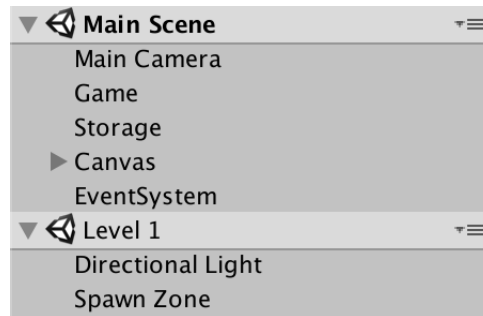 Main Scene
Main Camera
Game
Storage
Canvas
EventSystem
Level 1
Directional Light
Spawn Zone